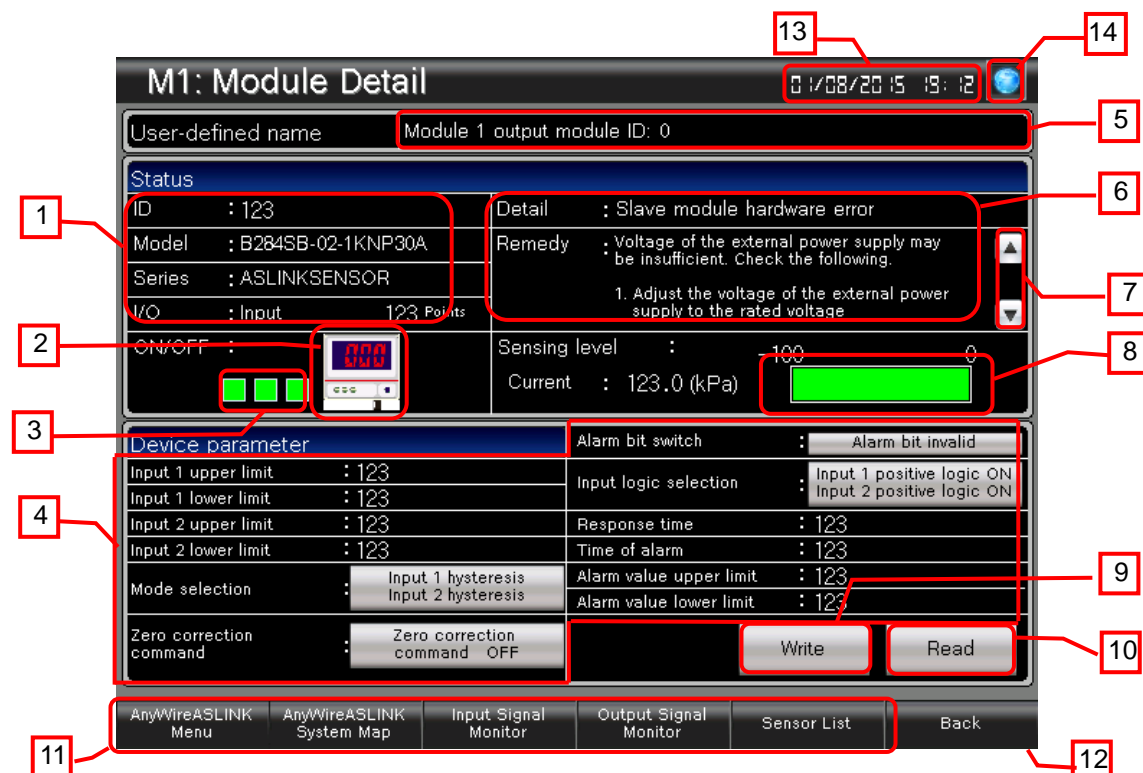 13
14
M1: Module Detail
01/08/2015 19:12
User-defined name
Module 1 output module ID: 0
5
Status
1
ID : 123
Detail : Slave module hardware error
6
Model : B284SB-02-1KNP30A
Remedy : Voltage of the external power supply may
be insufficient. Check the following.
Series : ASLINKSENSOR
1. Adjust the voltage of the external power
supply to the rated voltage
7
I/O : Input 123 Points
2
ON/OFF :
000
Sensing level :
-100 0
8
Current : 123.0 (kPa)
3
Device parameter
Alarm bit switch : Alarm bit invalid
Input 1 upper limit : 123
Input logic selection : Input 1 positive logic ON
Input 2 positive logic ON
Input 1 lower limit : 123
4
Input 2 upper limit : 123
Response time : 123
Input 2 lower limit : 123
Time of alarm : 123
Mode selection : Input 1 hysteresis
Input 2 hysteresis
Alarm value upper limit : 123
9
Alarm value lower limit : 123
Zero correction
command : Zero correction
command OFF
Write
Read
10
AnyWireASLINK
Menu
AnyWireASLINK
System Map
Input Signal
Monitor
Output Signal
Monitor
Sensor List
Back
11
12